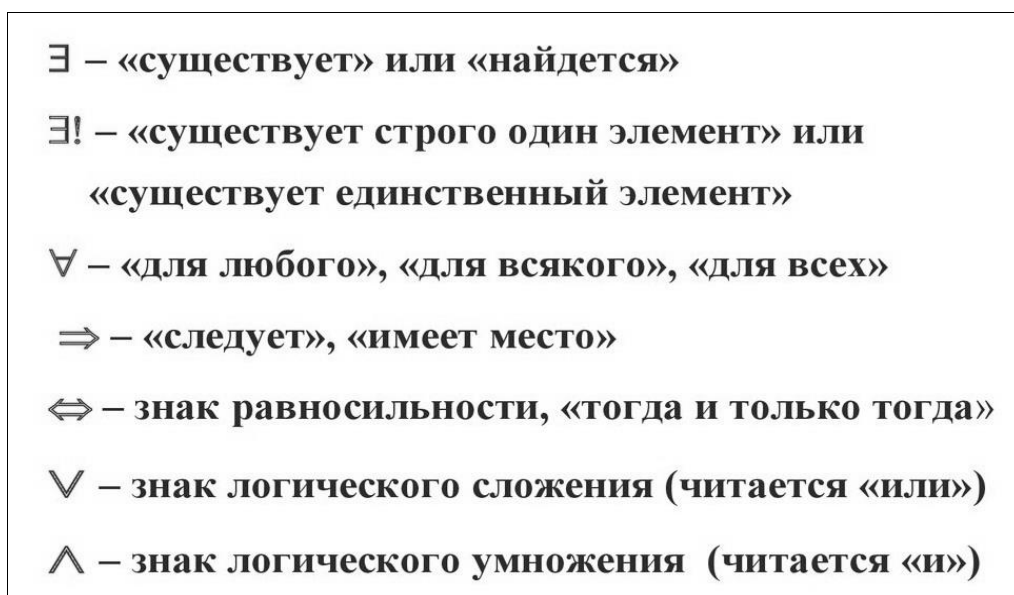 ∃ – «существует» или «найдется»
∃! – «существует строго один элемент» или
«существует единственный элемент»
∀ – «для любого», «для всякого», «для всех»
⇒ – «следует», «имеет место»
⇔ – знак равносильности, «тогда и только тогда»
∨ – знак логического сложения (читается «или»)
∧ – знак логического умножения (читается «и»)